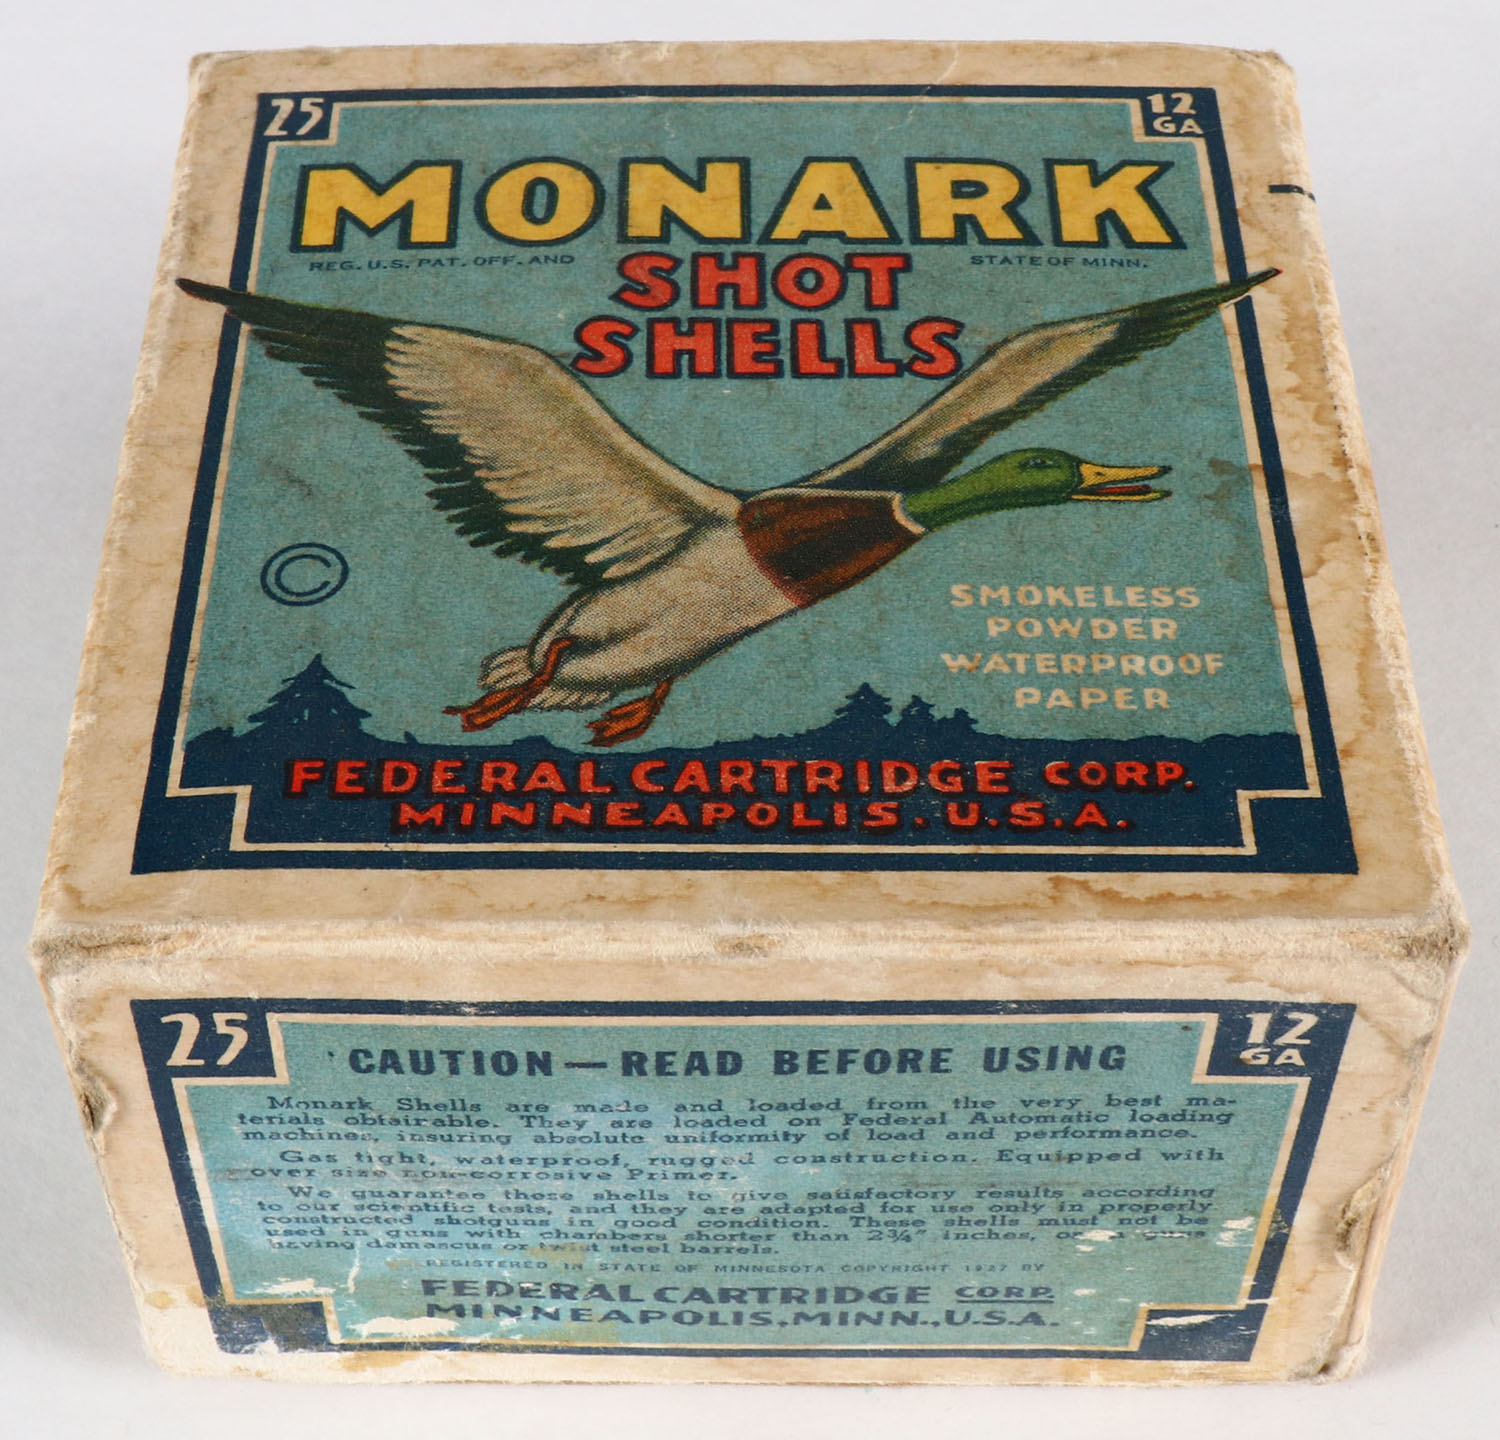 25
12
GA
MONARK
REG. U.S. PAT. OFF. AND
STATE OF MINN.
SHOT
SHELLS
©
SMOKELESS
POWDER
WATERPROOF
PAPER
FEDERAL CARTRIDGE CORP.
MINNEAPOLIS. U.S.A.
25
12
GA
CAUTION—READ BEFORE USING
Monark Shells are made and loaded from the very best ma-
terials obtainable. They are loaded on Federal Automatic loading
machines, insuring absolute uniformity of load and performance.
Gas tight, waterproof, rugged construction. Equipped with
over size non-corrosive Primer.
We guarantee these shells to give satisfactory results according
to our scientific tests, and they are adapted for use only in properly
constructed shotguns in good condition. These shells must not be
used in guns with chambers shorter than 2¾" inches, guns
having damascus or twist steel barrels.
REGISTERED IN STATE OF MINNESOTA COPYRIGHT 1937 BY
FEDERAL CARTRIDGE CORP.
MINNEAPOLIS, MINN., U.S.A.